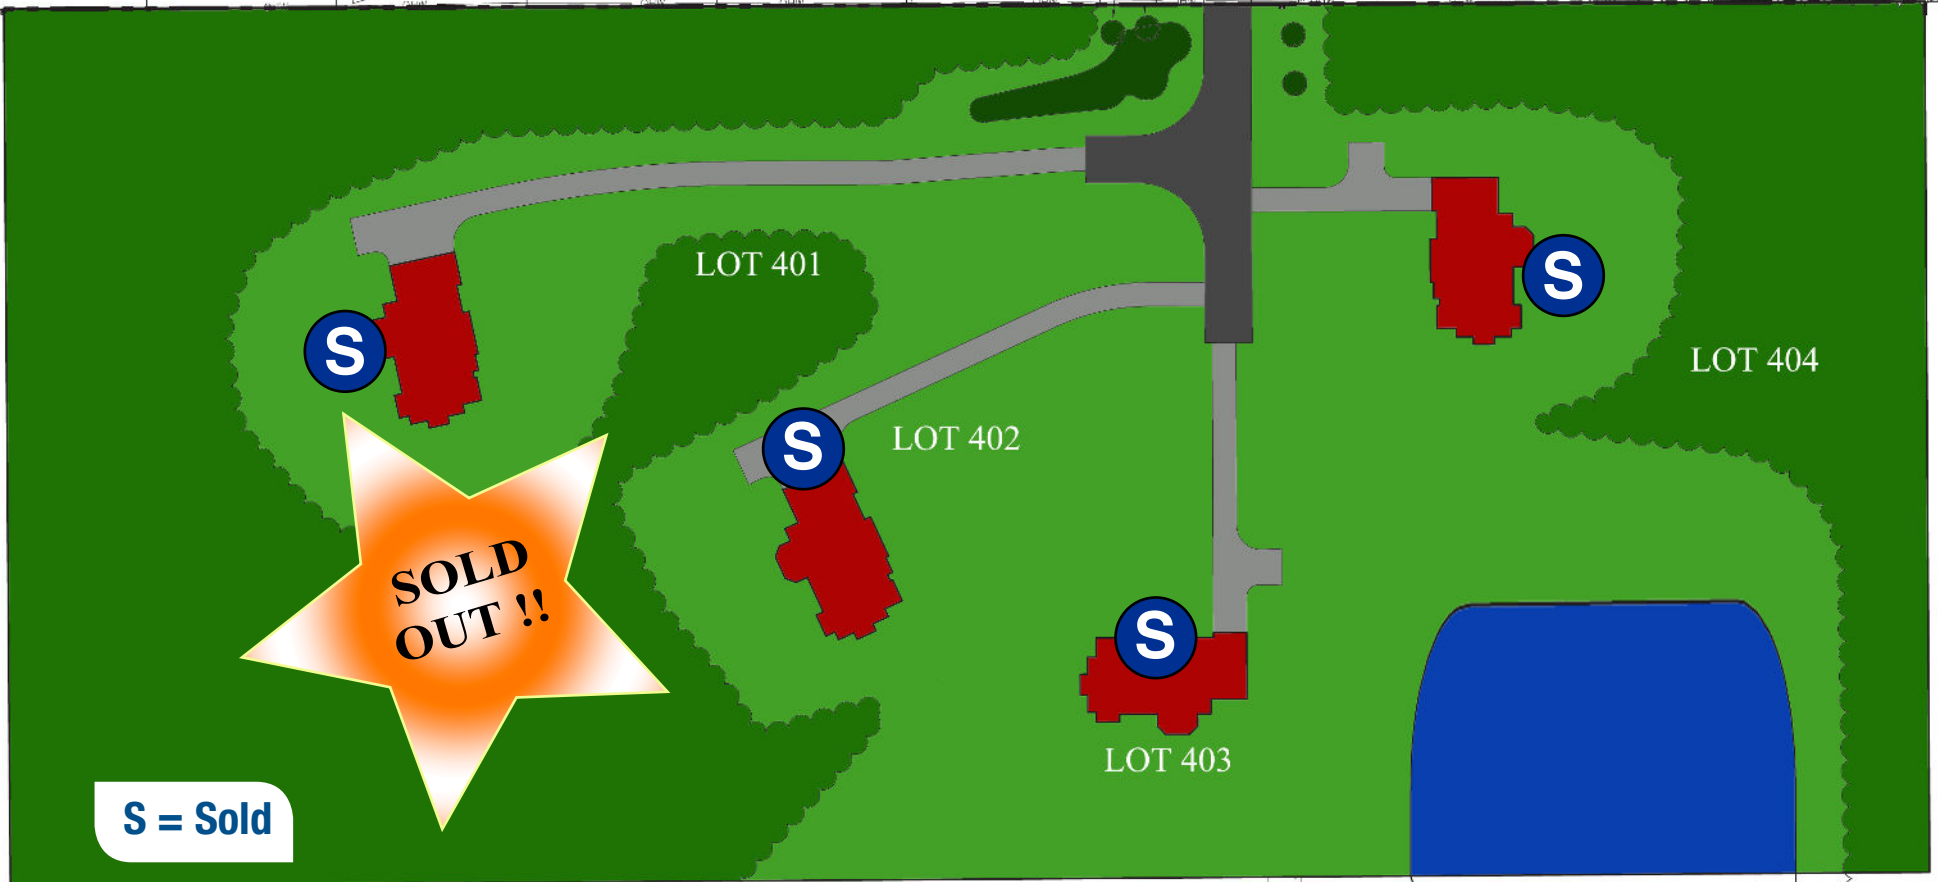 LOT 401
S
S
LOT 404
S
LOT 402
SOLD
OUT !!
S
LOT 403
S = Sold